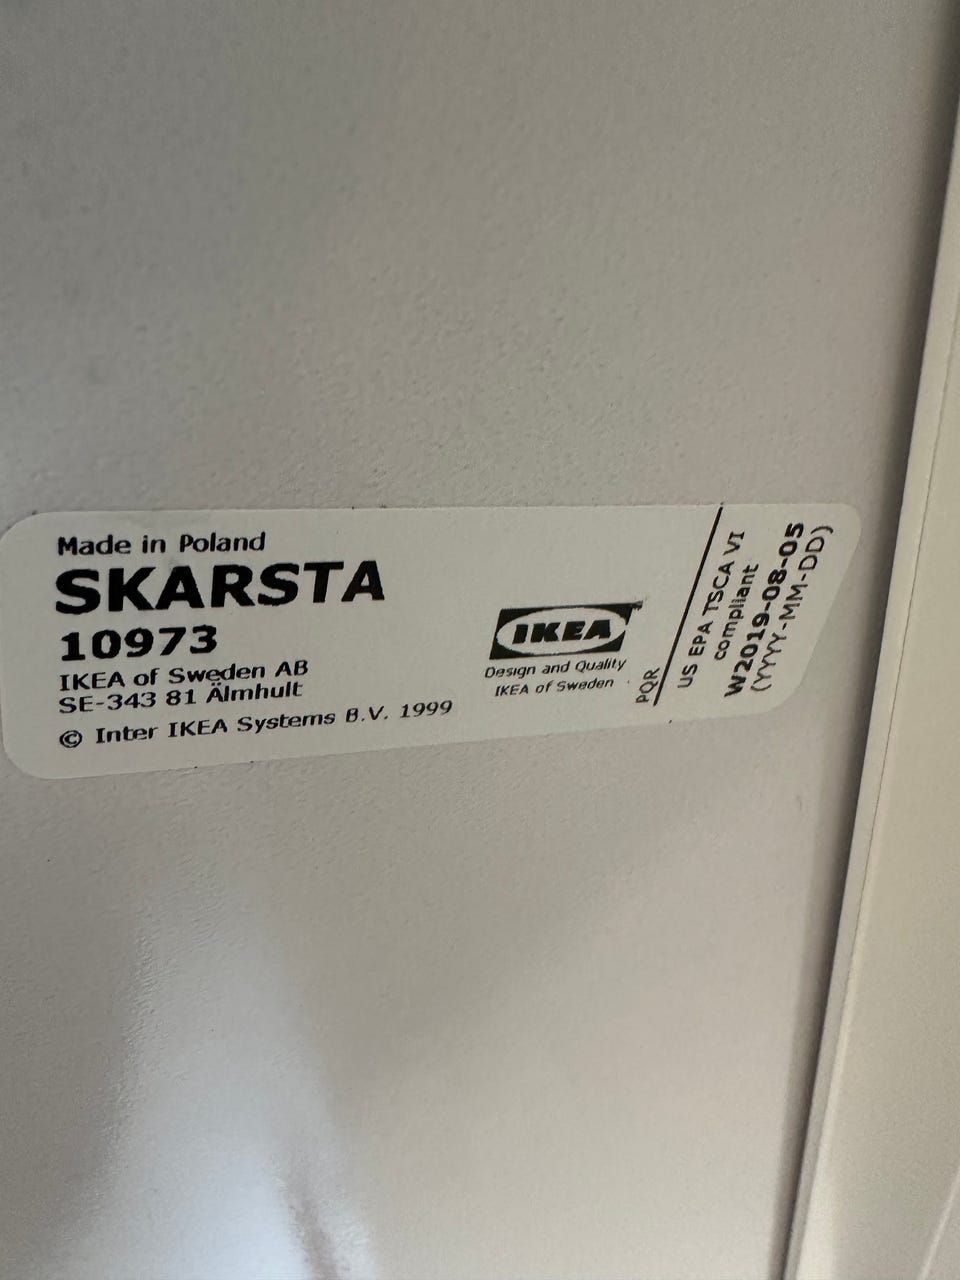 Made in Poland
SKARSTA
10973
IKEA of Sweden AB
SE-343 81 Älmhult
© Inter IKEA Systems B.V. 1999
IKEA
Design and Quality
IKEA of Sweden
PQR
US EPA TSCA VI
compliant
W2019-08-05
(YYYY-MM-DD)